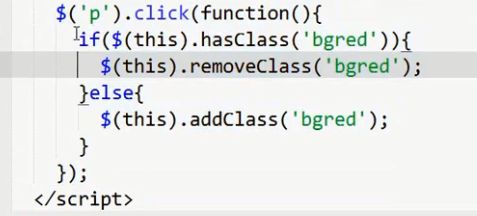 $('p').click(function(){
if($(this).hasClass('bgred')){
$(this).removeClass('bgred');
}else{
$(this).addClass('bgred');
}
});
</script>